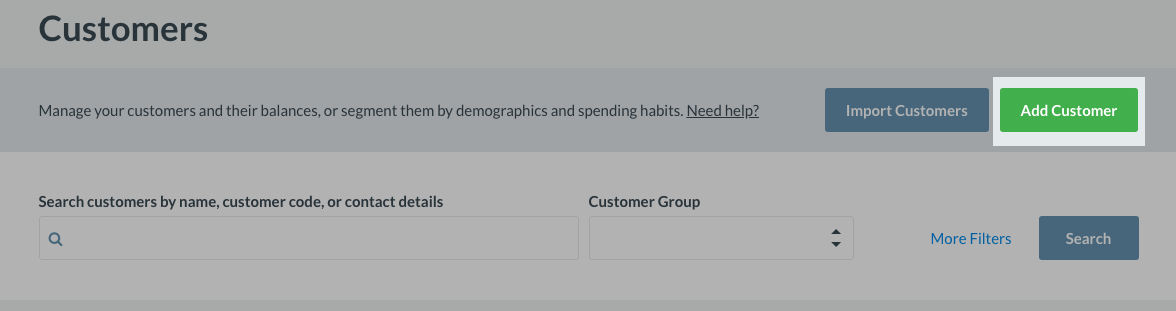 Customers
Manage your customers and their balances, or segment them by demographics and spending habits. Need help?
Import Customers
Add Customer
Search customers by name, customer code, or contact details
Customer Group
More Filters
Search